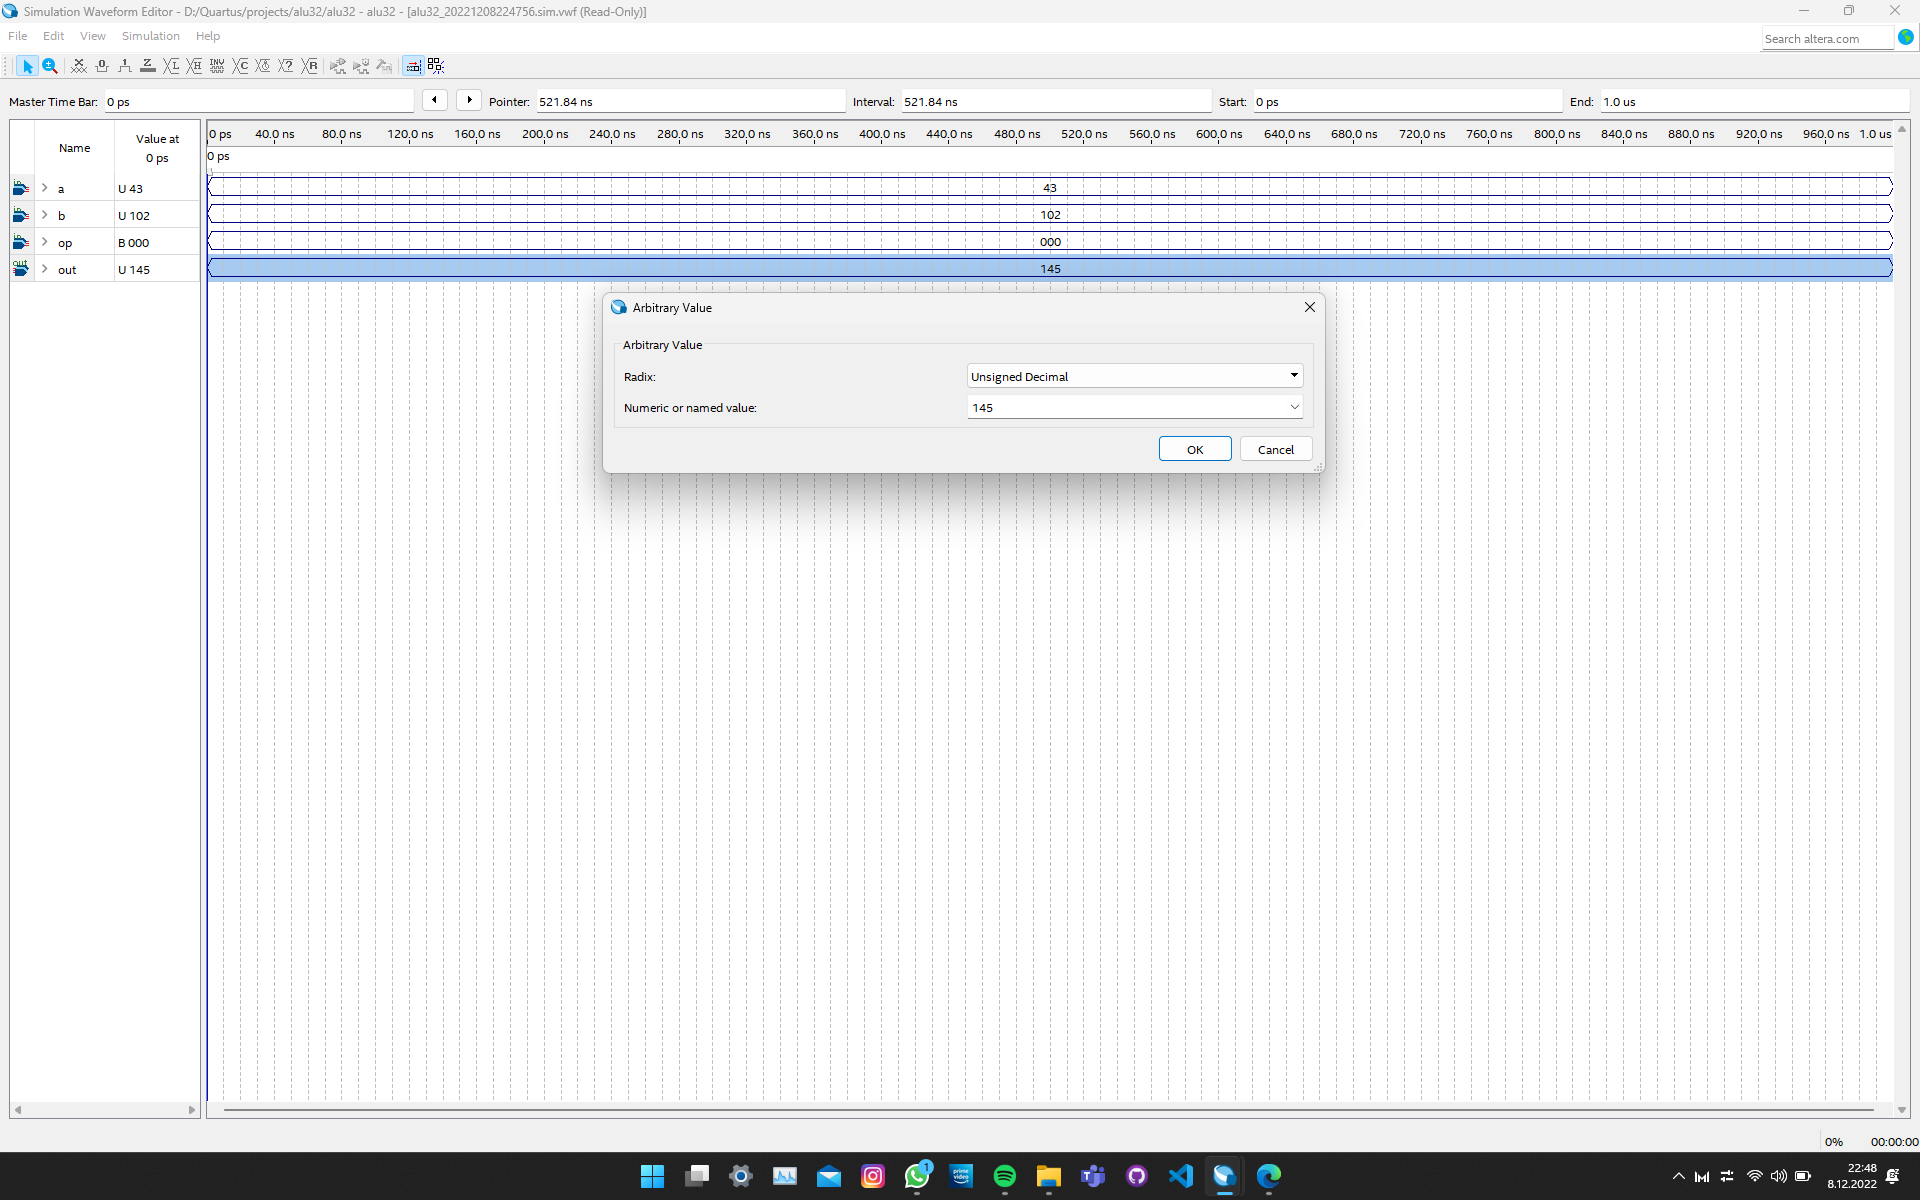 Simulation Waveform Editor - D:/Quartus/projects/alu32/alu32 - alu32 - [alu32_20221208224756.sim.vwf (Read-Only)]
File Edit View Simulation Help
Search altera.com
Master Time Bar: 0 ps Pointer: 521.84 ns Interval: 521.84 ns Start: 0 ps End: 1.0 us
Name Value at 0 ps
0 ps 40.0 ns 80.0 ns 120.0 ns 160.0 ns 200.0 ns 240.0 ns 280.0 ns 320.0 ns 360.0 ns 400.0 ns 440.0 ns 480.0 ns 520.0 ns 560.0 ns 600.0 ns 640.0 ns 680.0 ns 720.0 ns 760.0 ns 800.0 ns 840.0 ns 880.0 ns 920.0 ns 960.0 ns 1.0 us
0 ps
a U 43 43
b U 102 102
op B 000 000
out U 145 145
Arbitrary Value
Arbitrary Value
Radix: Unsigned Decimal
Numeric or named value: 145
OK Cancel
0% 00:00:00
1
prime video
22:48
8.12.2022